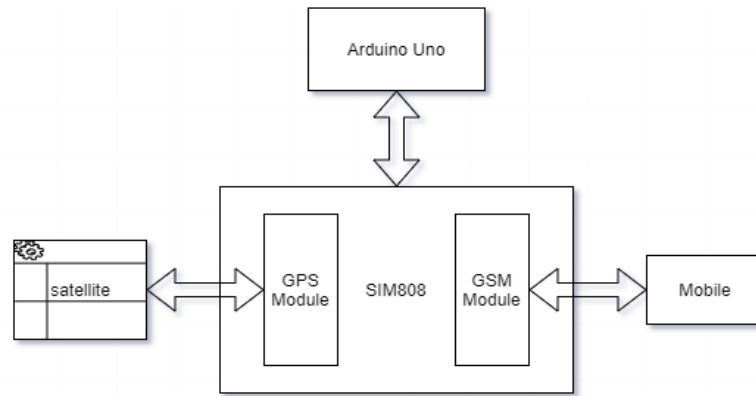 Arduino Uno
satellite
GPS
Module
SIM808
GSM
Module
Mobile